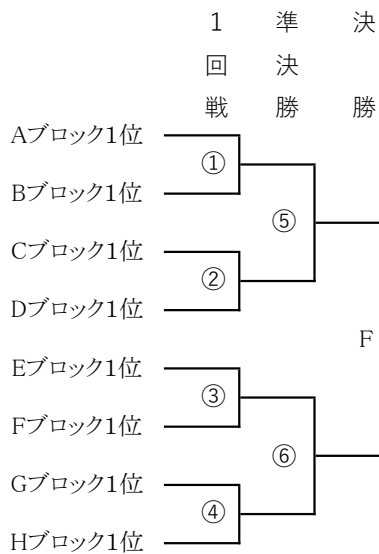 1回戦
準決勝
決勝
Aブロック1位
①
Bブロック1位
⑤
Cブロック1位
②
Dブロック1位
F
Eブロック1位
③
Fブロック1位
⑥
Gブロック1位
④
Hブロック1位